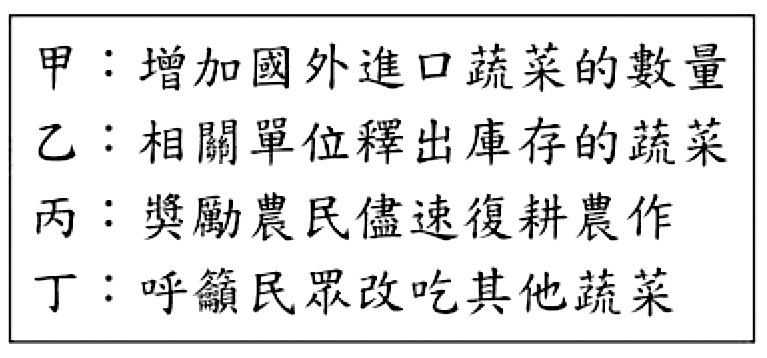 甲：增加國外進口蔬菜的數量
乙：相關單位釋出庫存的蔬菜
丙：獎勵農民儘速復耕農作
丁：呼籲民眾改吃其他蔬菜